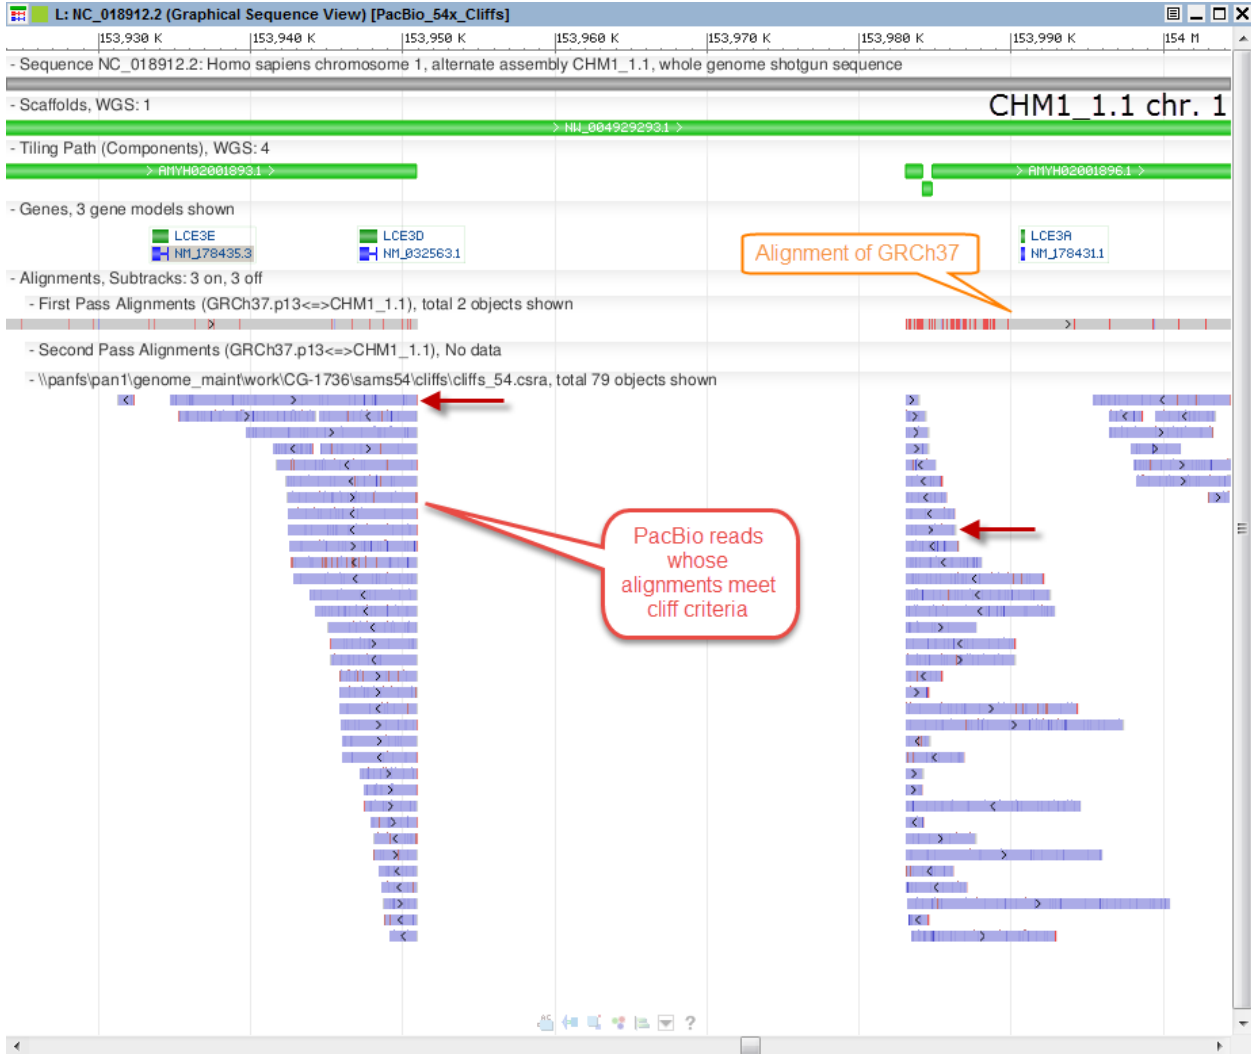 L: NC_018912.2 (Graphical Sequence View) [PacBio_54x_Cliffs]
153,930 K 153,940 K 153,950 K 153,960 K 153,970 K 153,980 K 153,990 K 154 M
- Sequence NC_018912.2: Homo sapiens chromosome 1, alternate assembly CHM1_1.1, whole genome shotgun sequence
- Scaffolds, WGS: 1
CHM1_1.1 chr. 1
> NW_004929293.1 >
- Tiling Path (Components), WGS: 4
> AMYH02001893.1 > > AMYH02001896.1 >
- Genes, 3 gene models shown
LCE3E LCE3D LCE3A
NM_178435.3 NM_032563.1 NM_178431.1
Alignment of GRCh37
- Alignments, Subtracks: 3 on, 3 off
- First Pass Alignments (GRCh37.p13<=>CHM1_1.1), total 2 objects shown
- Second Pass Alignments (GRCh37.p13<=>CHM1_1.1), No data
- \\panfs\pan1\genome_maint\work\CG-1736\sams54\cliffs\cliffs_54.csra, total 79 objects shown
PacBio reads
whose
alignments meet
cliff criteria
?